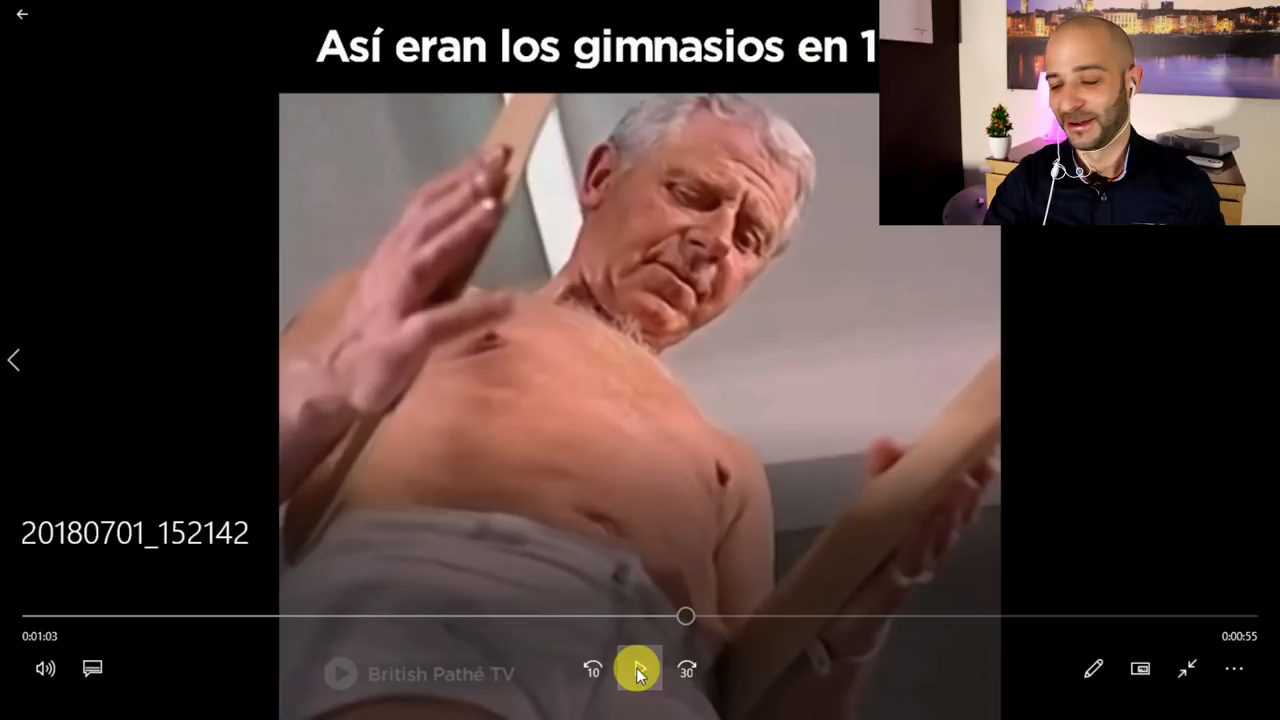 Así eran los gimnasios en 1
20180701_152142
0:01:03
0:00:55
10
30
British Pathé TV